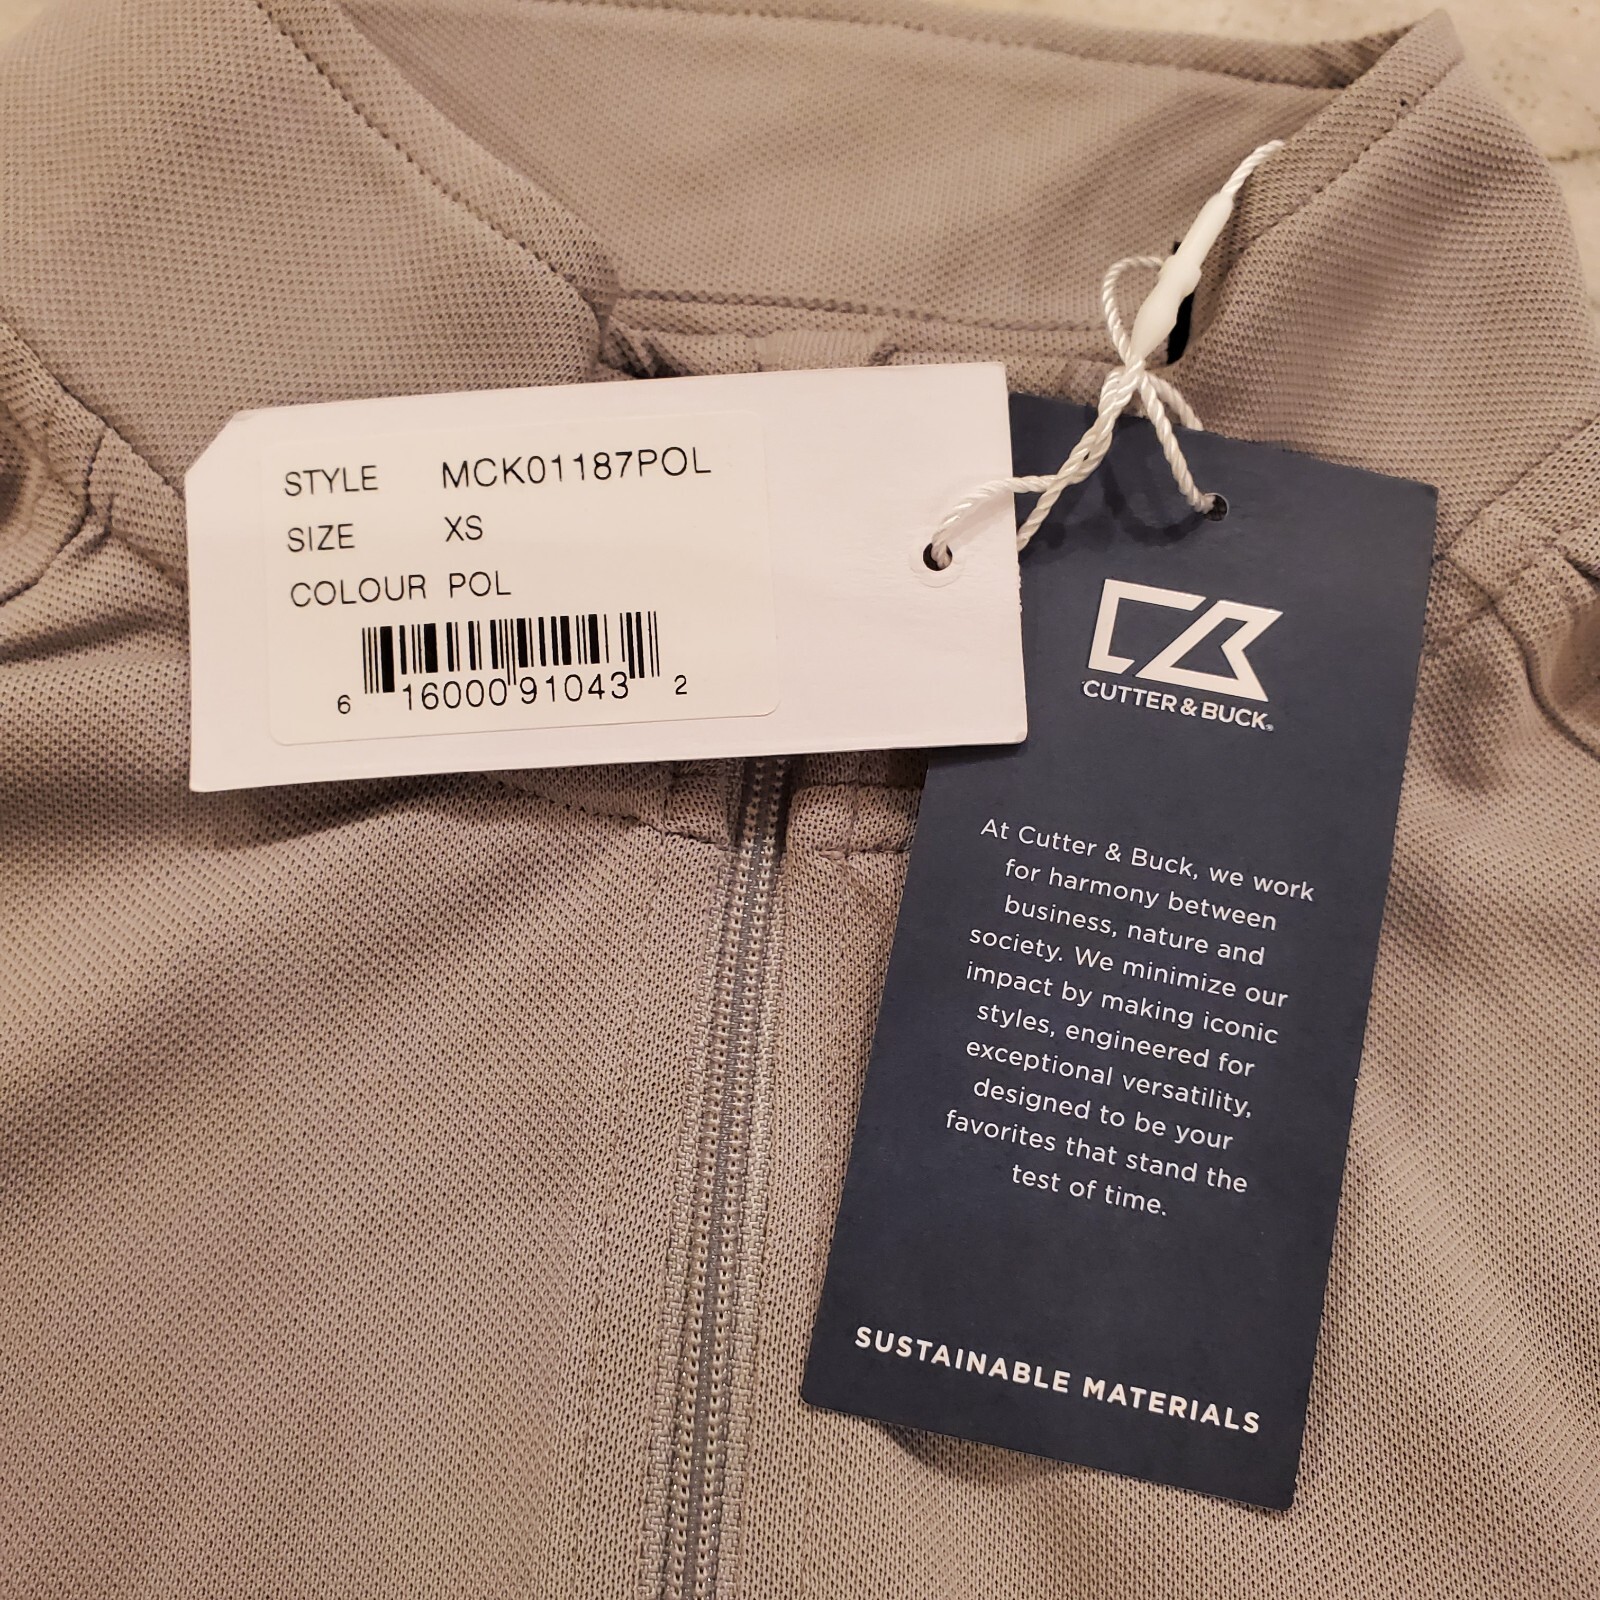 STYLE MCK01187POL
SIZE XS
COLOUR POL
6 16000 91043 2
CUTTER & BUCK®
At Cutter & Buck, we work
for harmony between
business, nature and
society. We minimize our
impact by making iconic
styles, engineered for
exceptional versatility,
designed to be your
favorites that stand the
test of time.
SUSTAINABLE MATERIALS